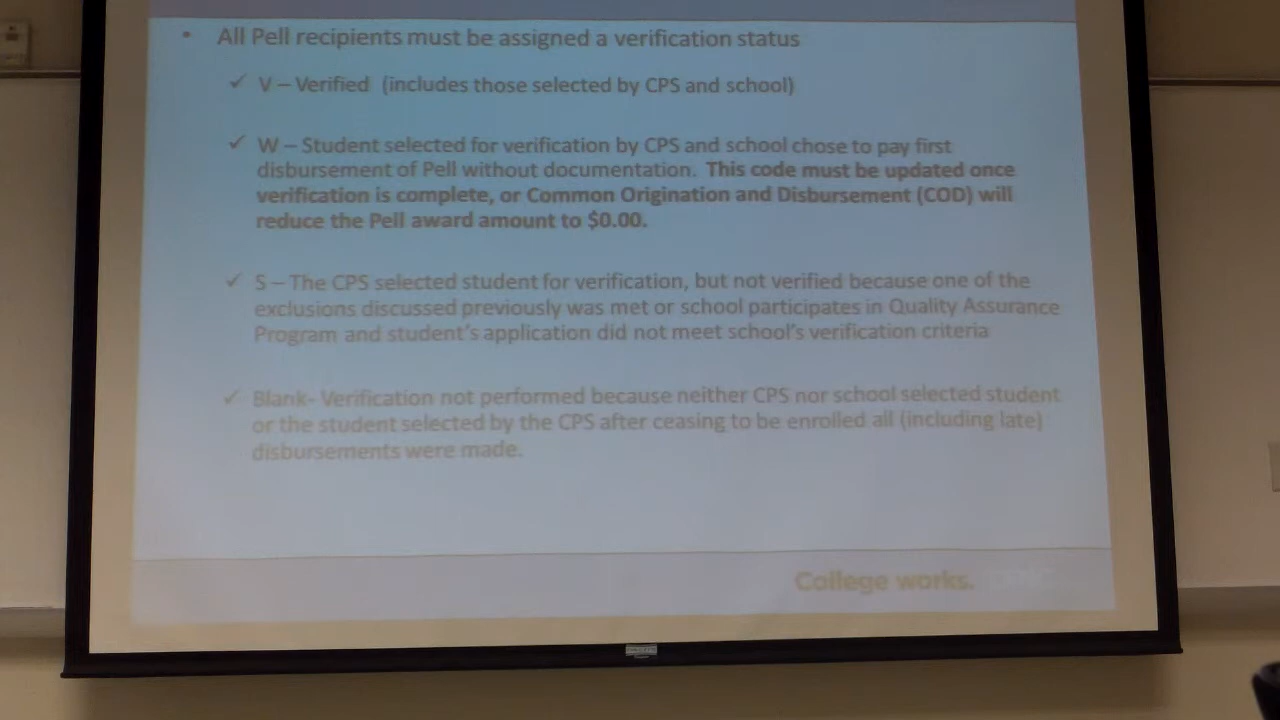 • All Pell recipients must be assigned a verification status
✓ V – Verified (includes those selected by CPS and school)
✓ W – Student selected for verification by CPS and school chose to pay first
disbursement of Pell without documentation. This code must be updated once
verification is complete, or Common Origination and Disbursement (COD) will
reduce the Pell award amount to $0.00.
✓ S – The CPS selected student for verification, but not verified because one of the
exclusions discussed previously was met or school participates in Quality Assurance
Program and student's application did not meet school's verification criteria
✓ Blank- Verification not performed because neither CPS nor school selected student
or the student selected by the CPS after ceasing to be enrolled all (including late)
disbursements were made.
College works.